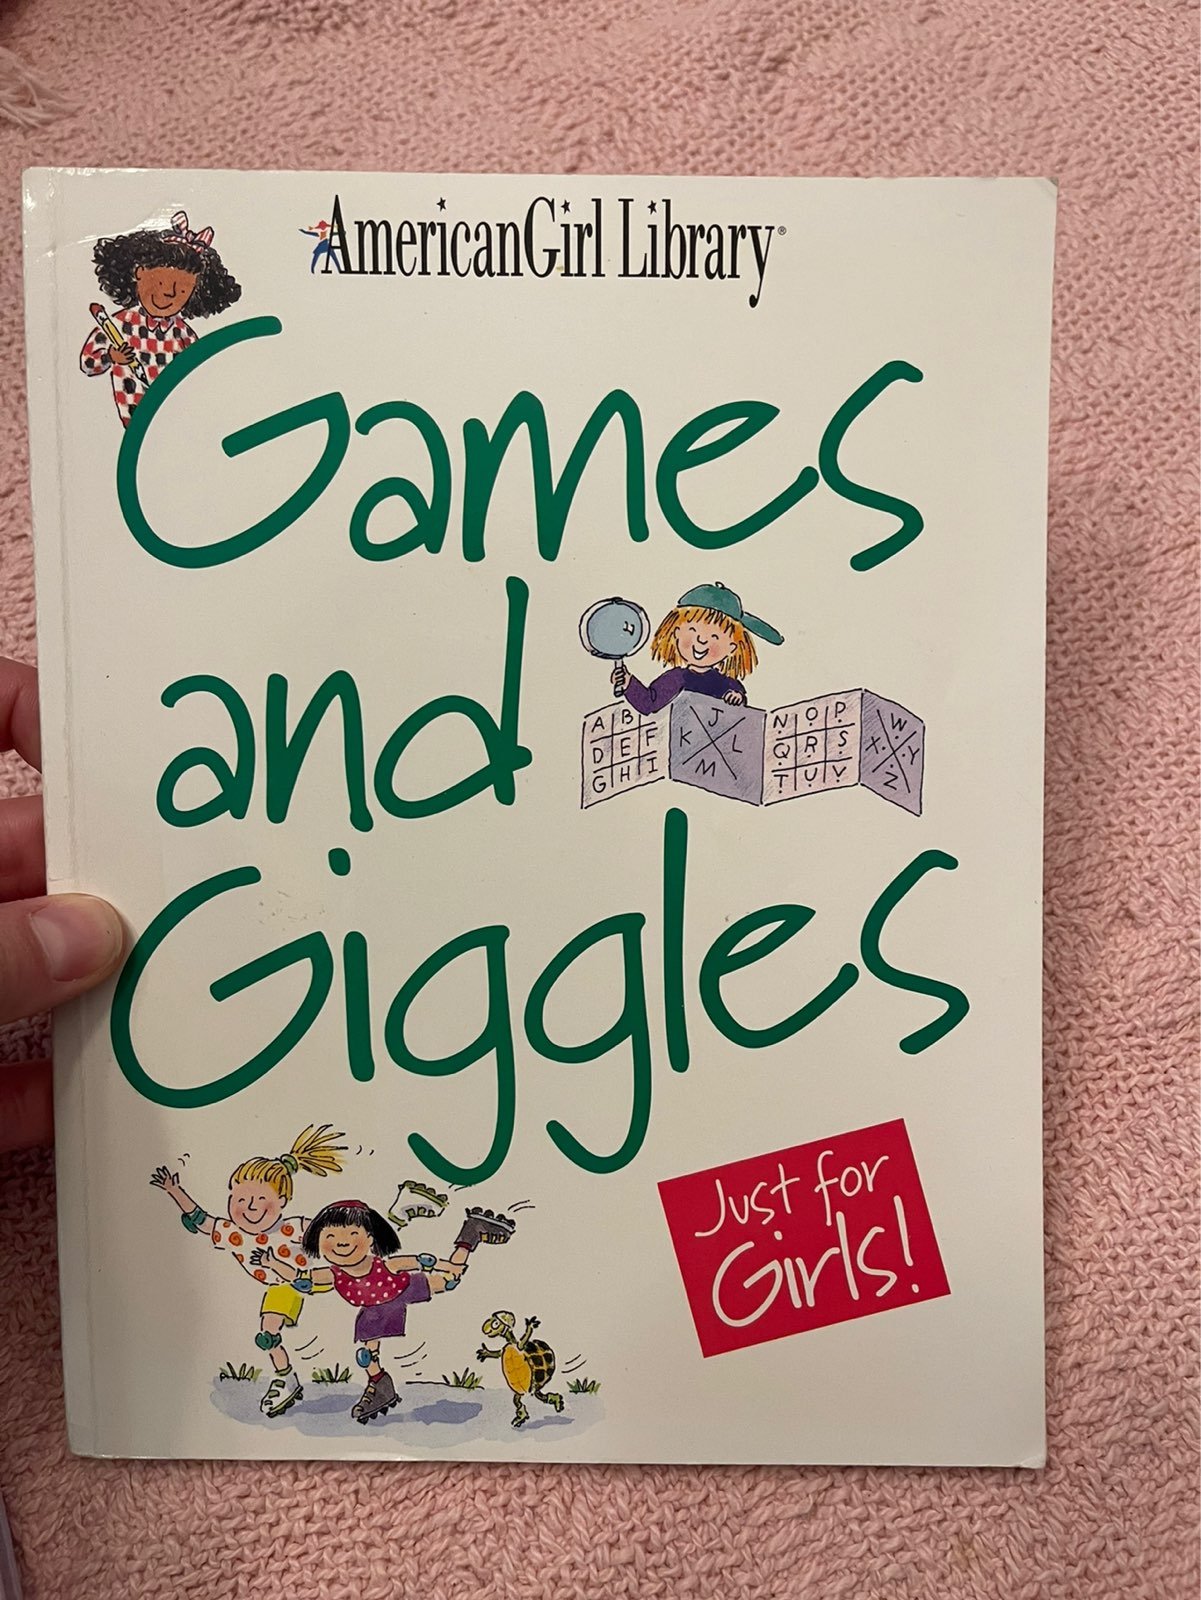 AmericanGirl Library®
Games
and
Giggles
A B C
D E F
G H I
J
K L
M
N O P
Q R S
T U V
W
X Y
Z
Just for
Girls!